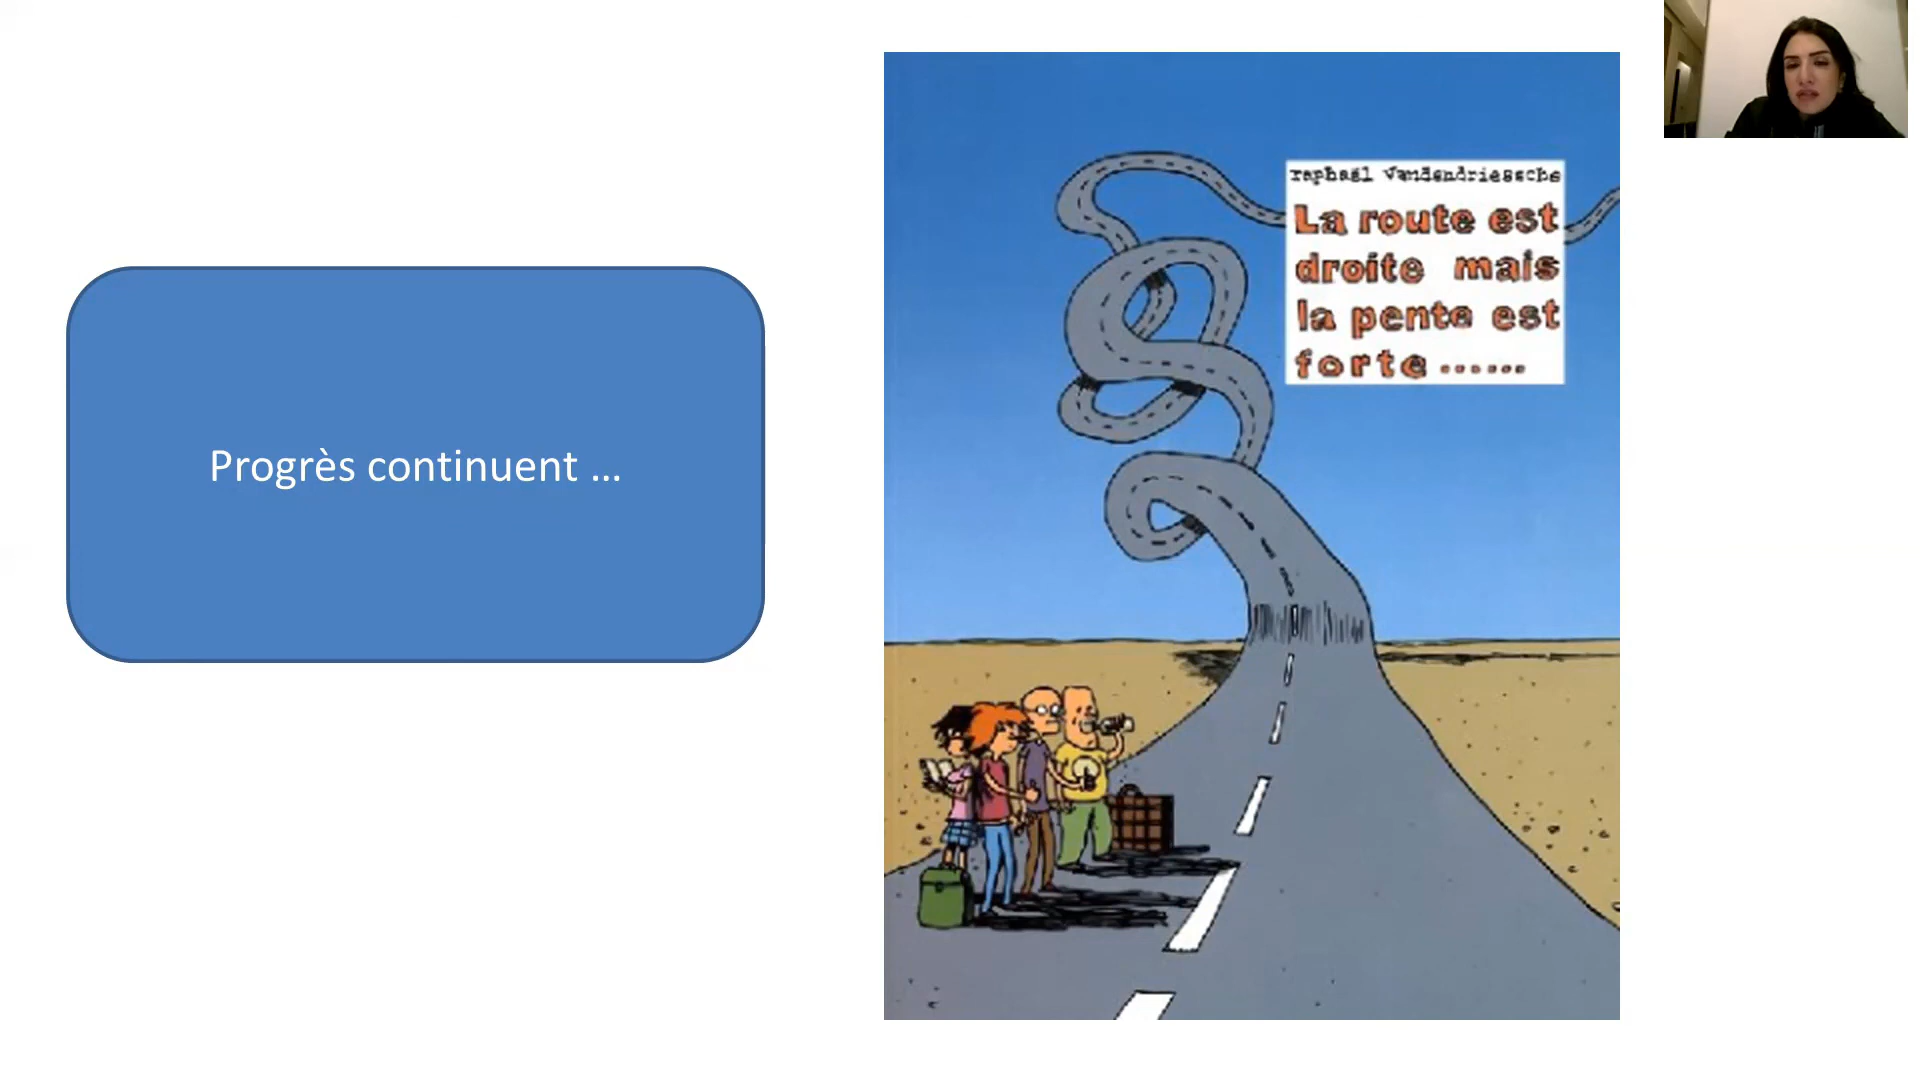 Progrès continuent ...
raphaël Vandendriessche
La route est
droite mais
la pente est
forte ......